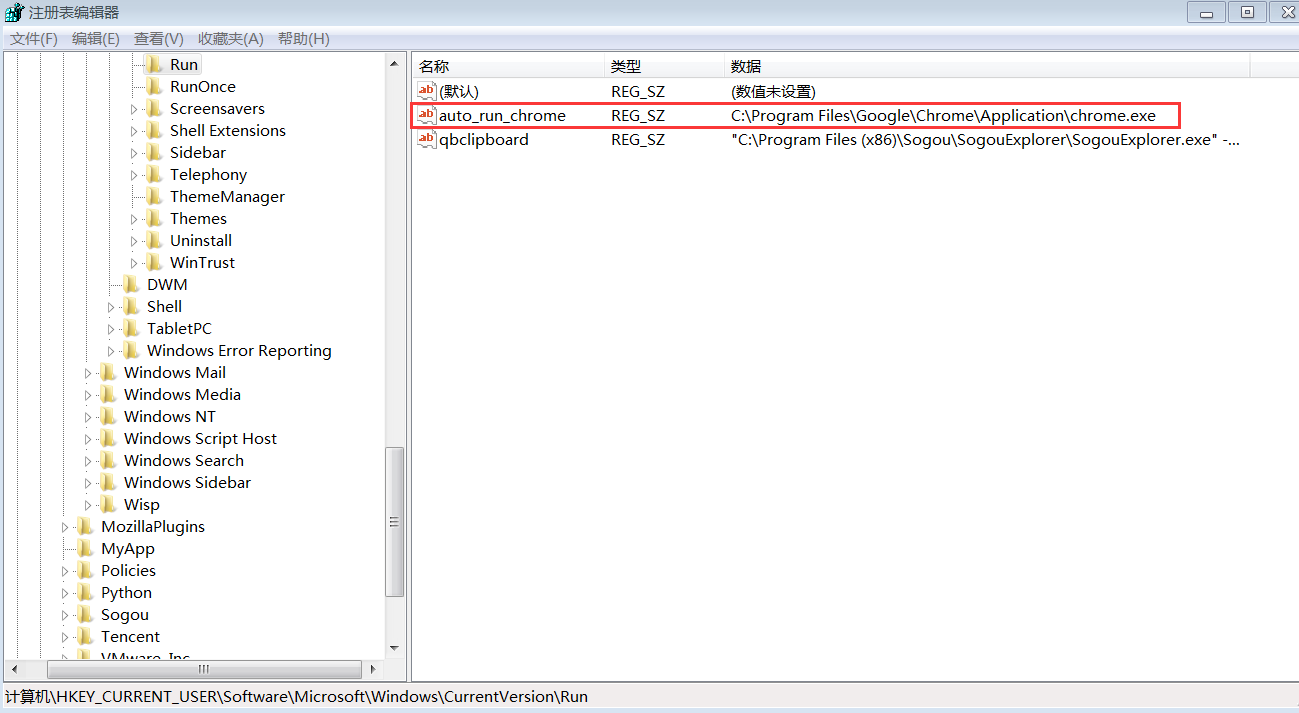 注册表编辑器
文件(F) 编辑(E) 查看(V) 收藏夹(A) 帮助(H)
Run
RunOnce
Screensavers
Shell Extensions
Sidebar
Telephony
ThemeManager
Themes
Uninstall
WinTrust
DWM
Shell
TabletPC
Windows Error Reporting
Windows Mail
Windows Media
Windows NT
Windows Script Host
Windows Search
Windows Sidebar
Wisp
MozillaPlugins
MyApp
Policies
Python
Sogou
Tencent
VMware, Inc.
名称 类型 数据
ab (默认) REG_SZ (数值未设置)
ab auto_run_chrome REG_SZ C:\Program Files\Google\Chrome\Application\chrome.exe
ab qbclipboard REG_SZ "C:\Program Files (x86)\Sogou\SogouExplorer\SogouExplorer.exe" -...
计算机\HKEY_CURRENT_USER\Software\Microsoft\Windows\CurrentVersion\Run